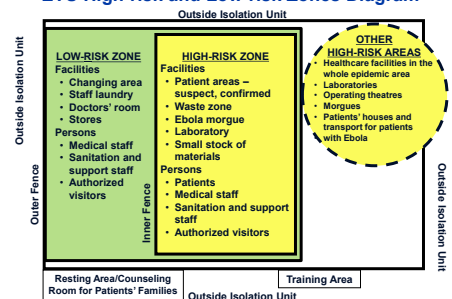 Outside Isolation Unit
Outside Isolation Unit
Outer Fence
LOW-RISK ZONE
Facilities
• Changing area
• Staff laundry
• Doctors' room
• Stores
Persons
• Medical staff
• Sanitation and
support staff
• Authorized
visitors
Inner Fence
HIGH-RISK ZONE
Facilities
• Patient areas –
suspect, confirmed
• Waste zone
• Ebola morgue
• Laboratory
• Small stock of
materials
Persons
• Patients
• Medical staff
• Sanitation and support
staff
• Authorized visitors
OTHER
HIGH-RISK AREAS
• Healthcare facilities in the
whole epidemic area
• Laboratories
• Operating theatres
• Morgues
• Patients' houses and
transport for patients
with Ebola
Outside Isolation Unit
Resting Area/Counseling
Room for Patients' Families
Training Area
Outside Isolation Unit